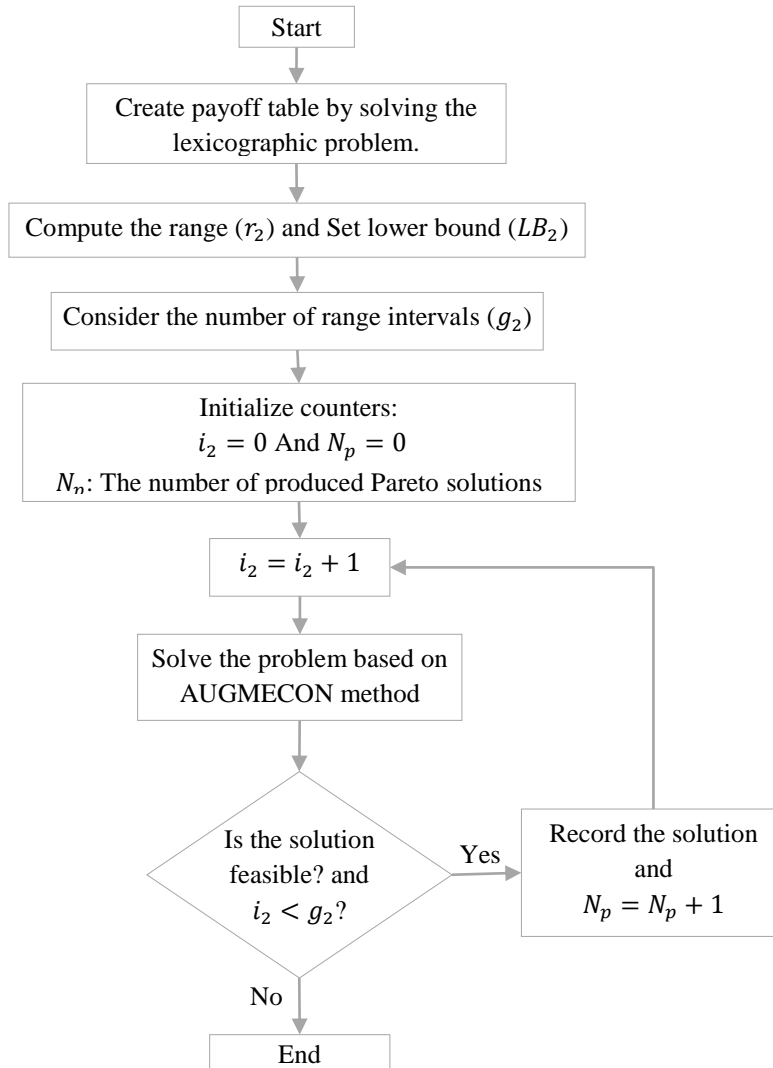 Start
Create payoff table by solving the
lexicographic problem.
Compute the range (𝑟₂) and Set lower bound (𝐿𝐵₂)
Consider the number of range intervals (𝑔₂)
Initialize counters:
𝑖₂ = 0 And 𝑁ₚ = 0
𝑁ₚ: The number of produced Pareto solutions
𝑖₂ = 𝑖₂ + 1
Solve the problem based on
AUGMECON method
Is the solution
feasible? and
𝑖₂ < 𝑔₂?
Yes
Record the solution
and
𝑁ₚ = 𝑁ₚ + 1
No
End